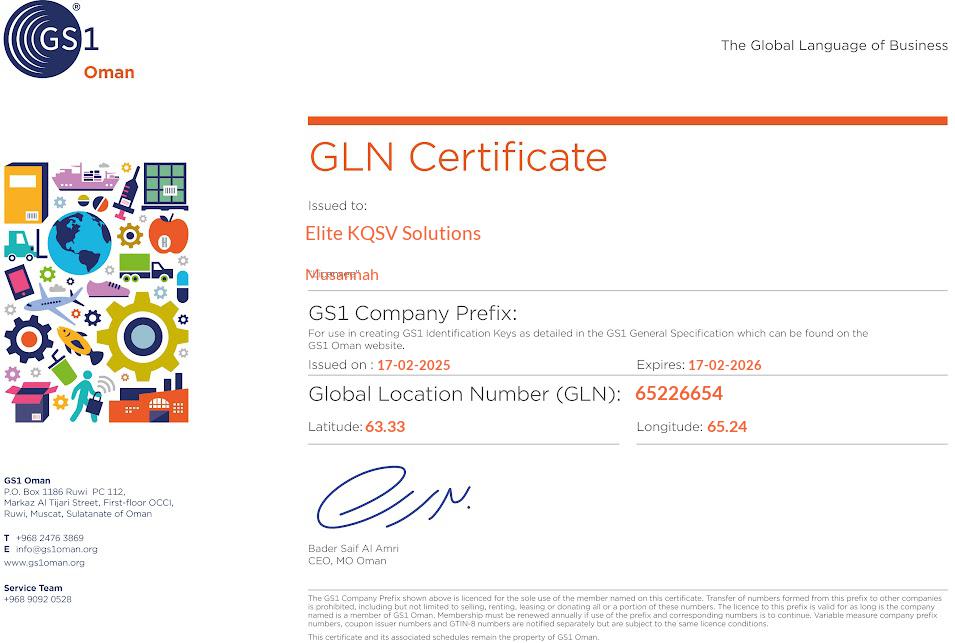 GS1®
Oman
The Global Language of Business
GLN Certificate
Issued to:
Elite KQSV Solutions
Musannah
GS1 Company Prefix:
For use in creating GS1 Identification Keys as detailed in the GS1 General Specification which can be found on the
GS1 Oman website.
Issued on : 17-02-2025 Expires: 17-02-2026
Global Location Number (GLN): 65226654
Latitude: 63.33 Longitude: 65.24
GS1 Oman
P.O. Box 1186 Ruwi PC 112,
Markaz Al Tijari Street, First-floor OCCI,
Ruwi, Muscat, Sulatanate of Oman
T +968 2476 3869
E info@gs1oman.org
www.gs1oman.org
Service Team
+968 9092 0528
Bader Saif Al Amri
CEO, MO Oman
The GS1 Company Prefix shown above is licenced for the sole use of the member named on this certificate. Transfer of numbers formed from this prefix to other companies
is prohibited, including but not limited to selling, renting, leasing or donating all or a portion of these numbers. The licence to this prefix is valid for as long is the company
named is a member of GS1 Oman. Membership must be renewed annually if use of the prefix and corresponding numbers is to continue. Variable measure company prefix
numbers, coupon issuer numbers and GTIN-8 numbers are notified separately but are subject to the same licence conditions.
This certificate and its associated schedules remain the property of GS1 Oman.